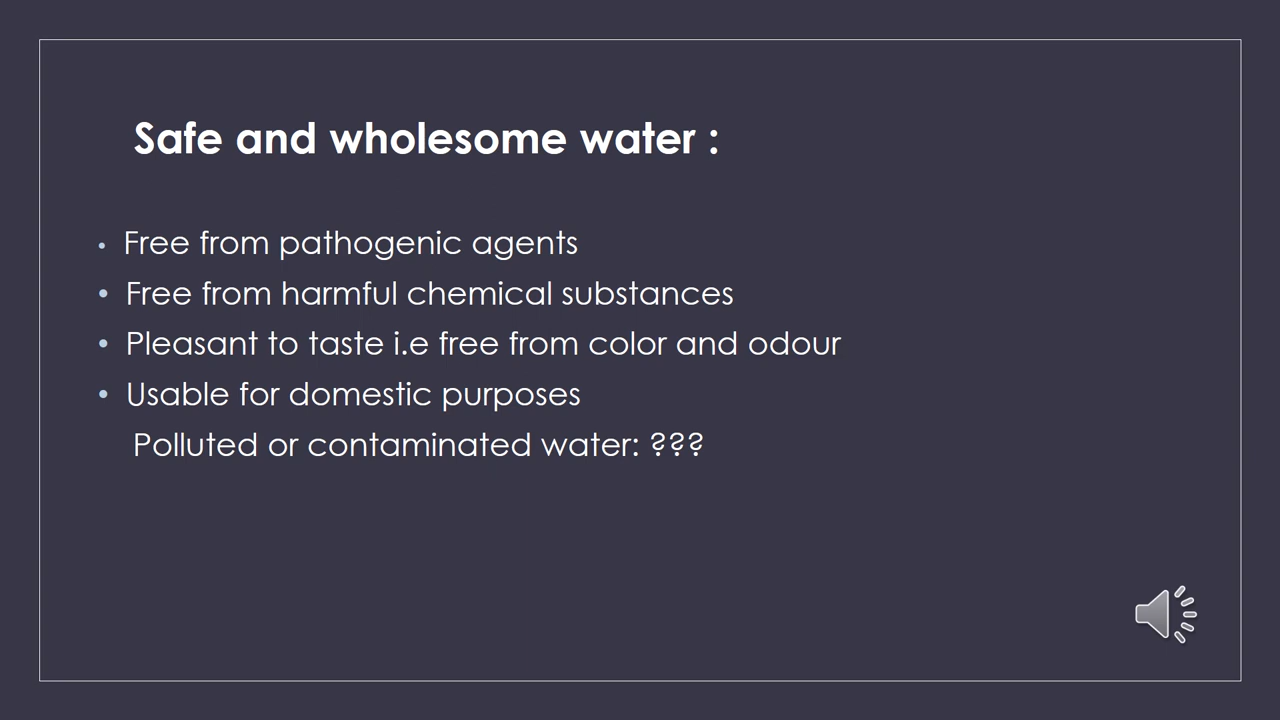 Safe and wholesome water :
• Free from pathogenic agents
• Free from harmful chemical substances
• Pleasant to taste i.e free from color and odour
• Usable for domestic purposes
Polluted or contaminated water: ???